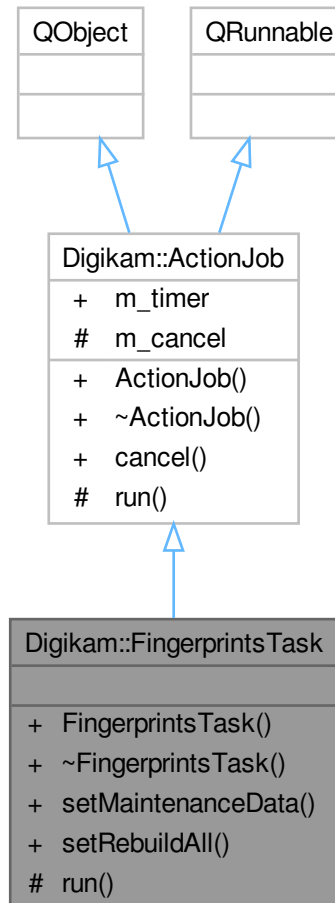 QObject
QRunnable
Digikam::ActionJob
+ m_timer
# m_cancel
+ ActionJob()
+ ~ActionJob()
+ cancel()
# run()
Digikam::FingerprintsTask
+ FingerprintsTask()
+ ~FingerprintsTask()
+ setMaintenanceData()
+ setRebuildAll()
# run()